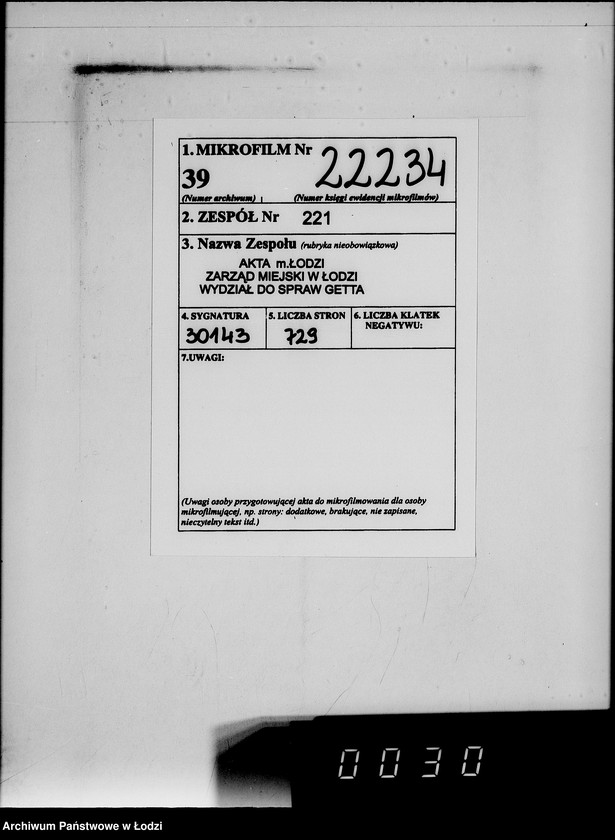 1. MIKROFILM Nr 22234
39
(Numer archiwum) (Numer księgi ewidencji mikrofilmów)
2. ZESPÓŁ Nr 221
3. Nazwa Zespołu (rubryka nieobowiązkowa)
AKTA m.ŁODZI
ZARZĄD MIEJSKI W ŁODZI
WYDZIAŁ DO SPRAW GETTA
4. SYGNATURA 5. LICZBA STRON 6. LICZBA KLATEK
NEGATYWU:
30143 729
7.UWAGI:
(Uwagi osoby przygotowującej akta do mikrofilmowania dla osoby
mikrofilmującej, np. strony: dodatkowe, brakujące, nie zapisane,
nieczytelny tekst itd.)
0030
Archiwum Państwowe w Łodzi